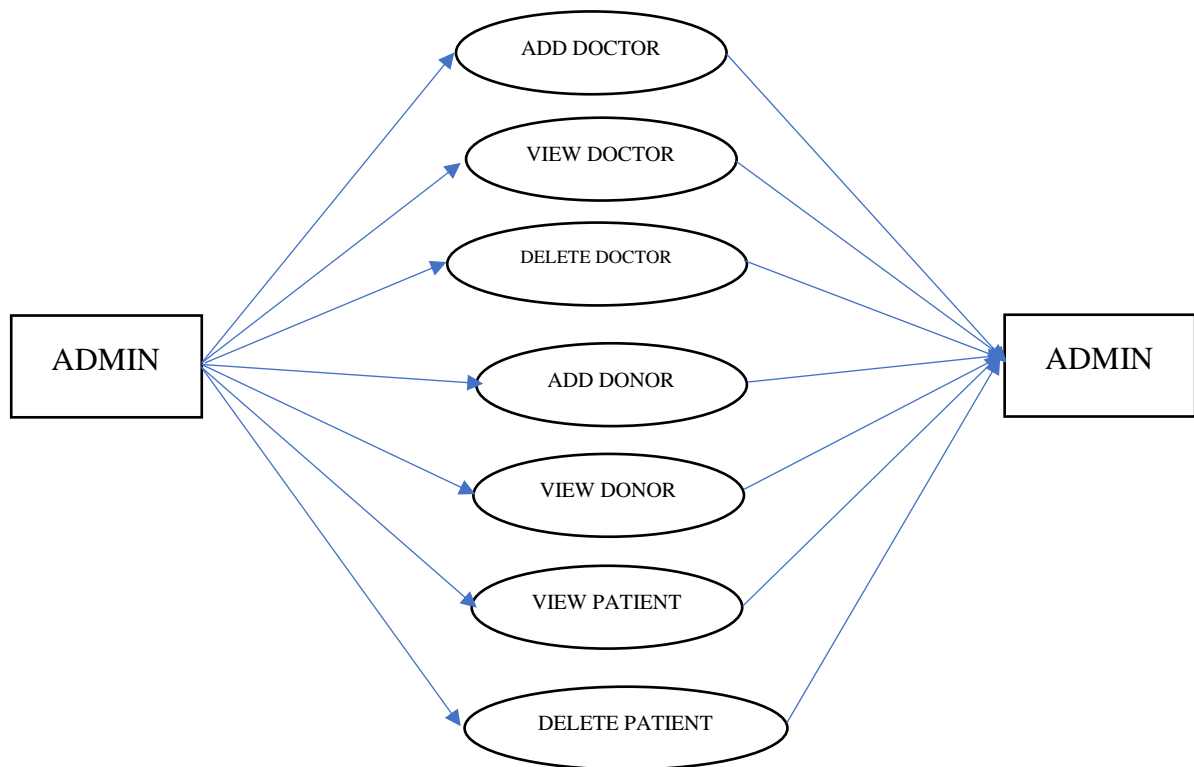 ADD DOCTOR
VIEW DOCTOR
DELETE DOCTOR
ADMIN
ADMIN
ADD DONOR
VIEW DONOR
VIEW PATIENT
DELETE PATIENT